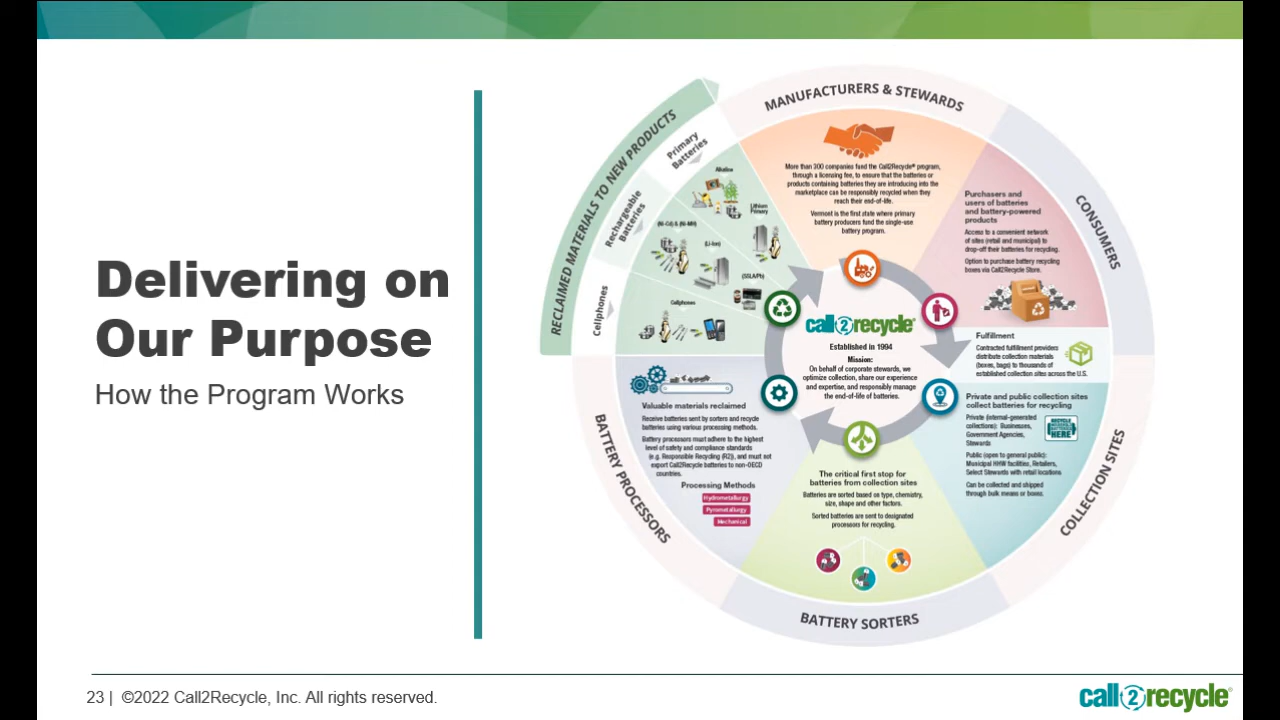 Delivering on
Our Purpose
How the Program Works
MANUFACTURERS & STEWARDS
More than 300 companies fund the Call2Recycle® program,
through a licensing fee, to ensure that the batteries or
products containing batteries they are introducing into the
marketplace can be responsibly recycled when they
reach their end-of-life.
Vermont is the first state where primary
battery producers fund the single-use
battery program.
CONSUMERS
Purchasers and
users of batteries
and battery-powered
products
Access to a convenient network
of sites (retail and municipal) to
drop-off their batteries for recycling.
Option to purchase battery recycling
boxes via Call2Recycle Store.
Fulfillment
Contracted fulfillment providers
distribute collection materials
(boxes, bags) to thousands of
established collection sites across the U.S.
COLLECTION SITES
Private and public collection sites
collect batteries for recycling
Private (internal-generated
collections): Businesses,
Government Agencies,
Stewards
RECYCLE
HERE
Public (open to general public):
Municipal HHW facilities, Retailers,
Select Stewards with retail locations
Can be collected and shipped
through bulk means or boxes.
BATTERY SORTERS
The critical first stop for
batteries from collection sites
Batteries are sorted based on type, chemistry,
size, shape and other factors.
Sorted batteries are sent to designated
processors for recycling.
BATTERY PROCESSORS
Valuable materials reclaimed
Receive batteries sent by sorters and recycle
batteries using various processing methods.
Battery processors must adhere to the highest
level of safety and compliance standards
(e.g. Responsible Recycling (R2)), and must not
export Call2Recycle batteries to non-OECD
countries.
Processing Methods
Hydrometallurgy
Pyrometallurgy
Mechanical
RECLAIMED MATERIALS TO NEW PRODUCTS
Primary
Batteries
Alkaline
Lithium
Primary
Rechargeable
Batteries
(Ni-Cd) & (Ni-MH)
(Li-Ion)
(SSLA/Pb)
Cellphones
Cellphones
call2recycle®
Established in 1994
Mission:
On behalf of corporate stewards, we
optimize collection, share our experience
and expertise, and responsibly manage
the end-of-life of batteries.
23 | ©2022 Call2Recycle, Inc. All rights reserved.
call2recycle®